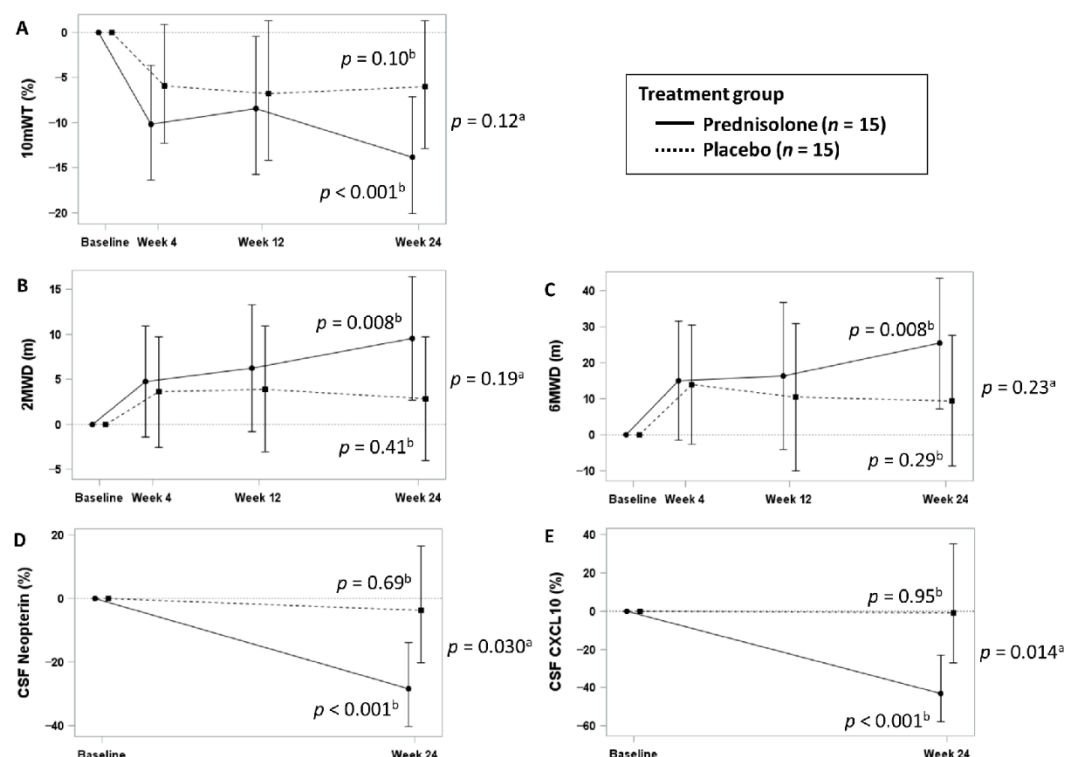 A
10mWT (%)
0
−5
−10
−15
−20
p = 0.10ᵇ
p = 0.12ᵃ
p < 0.001ᵇ
Baseline Week 4 Week 12 Week 24
Treatment group
Prednisolone (n = 15)
Placebo (n = 15)
B
2MWD (m)
15
10
5
0
−5
p = 0.008ᵇ
p = 0.19ᵃ
p = 0.41ᵇ
Baseline Week 4 Week 12 Week 24
C
6MWD (m)
40
30
20
10
0
−10
p = 0.008ᵇ
p = 0.23ᵃ
p = 0.29ᵇ
Baseline Week 4 Week 12 Week 24
D
CSF Neopterin (%)
20
0
−20
−40
p = 0.69ᵇ
p = 0.030ᵃ
p < 0.001ᵇ
Baseline Week 24
E
CSF CXCL10 (%)
40
20
0
−20
−40
−60
p = 0.95ᵇ
p = 0.014ᵃ
p < 0.001ᵇ
Baseline Week 24